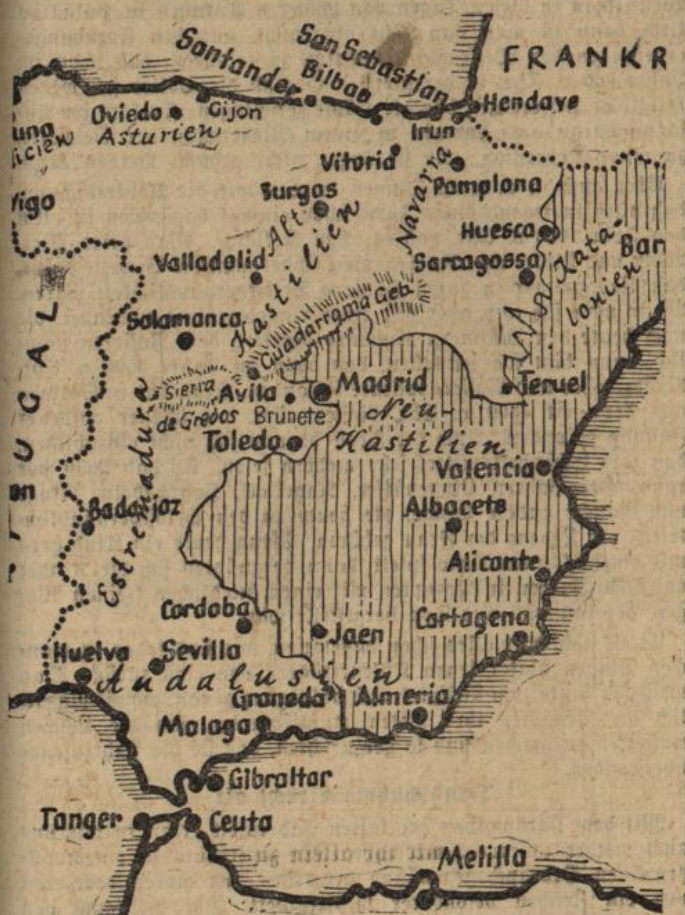 FRANKR
San Sebastian
Santander
Bilbao
Hendaye
Oviedo
Gijon
Irun
Asturien
Vitoria
Navarra
Pamplona
Vigo
Burgos
Alt-
Kastilien
Huesca
Sarcagossa
Kata-
lonien
Bar
Valladolid
Guadarrama Geb.
Salamanca
UGAL
Sierra
de Gredos
Avila
Madrid
Teruel
Brunete
Neu-
Kastilien
Toledo
Valencia
Estremadura
Badajoz
Albacete
Alicante
Cordoba
Jaen
Cartagena
Huelva
Sevilla
Andalusien
Granada
Almeria
Malaga
Gibraltar
Tanger
Ceuta
Melilla